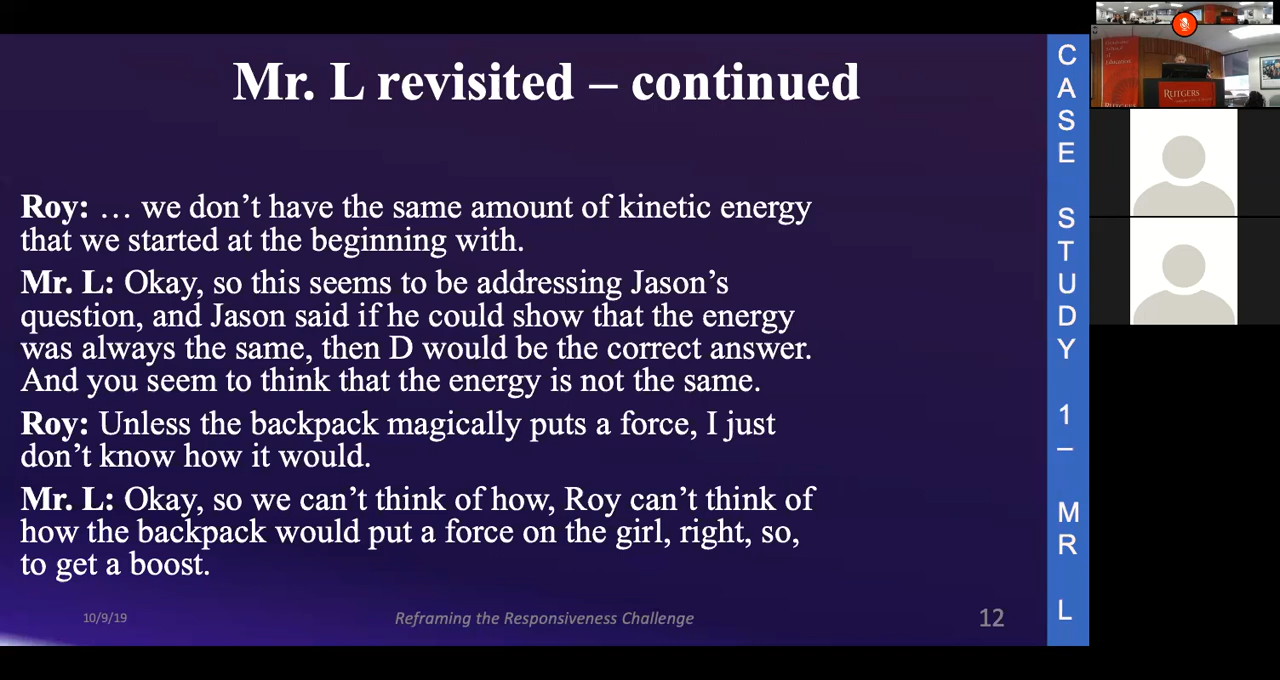 Mr. L revisited – continued
Roy: … we don’t have the same amount of kinetic energy
that we started at the beginning with.
Mr. L: Okay, so this seems to be addressing Jason’s
question, and Jason said if he could show that the energy
was always the same, then D would be the correct answer.
And you seem to think that the energy is not the same.
Roy: Unless the backpack magically puts a force, I just
don’t know how it would.
Mr. L: Okay, so we can’t think of how, Roy can’t think of
how the backpack would put a force on the girl, right, so,
to get a boost.
10/9/19
Reframing the Responsiveness Challenge
12
CASE STUDY 1 – MR L
RUTGERS